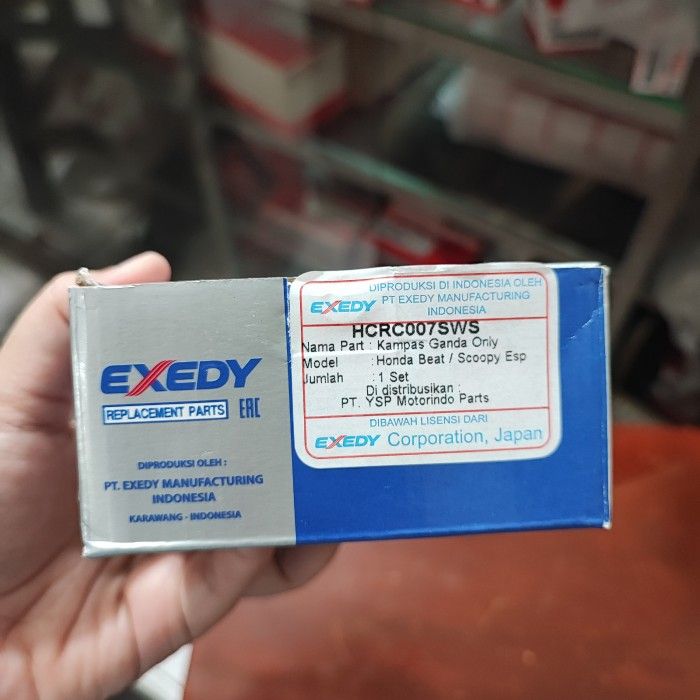 EXEDY
REPLACEMENT PARTS EAC
DIPRODUKSI OLEH :
PT. EXEDY MANUFACTURING
INDONESIA
KARAWANG - INDONESIA
DIPRODUKSI DI INDONESIA OLEH
EXEDY PT EXEDY MANUFACTURING
INDONESIA
HCRC007SWS
Nama Part : Kampas Ganda Only
Model : Honda Beat / Scoopy Esp
Jumlah : 1 Set
Di distribusikan :
PT. YSP Motorindo Parts
DIBAWAH LISENSI DARI
EXEDY Corporation, Japan